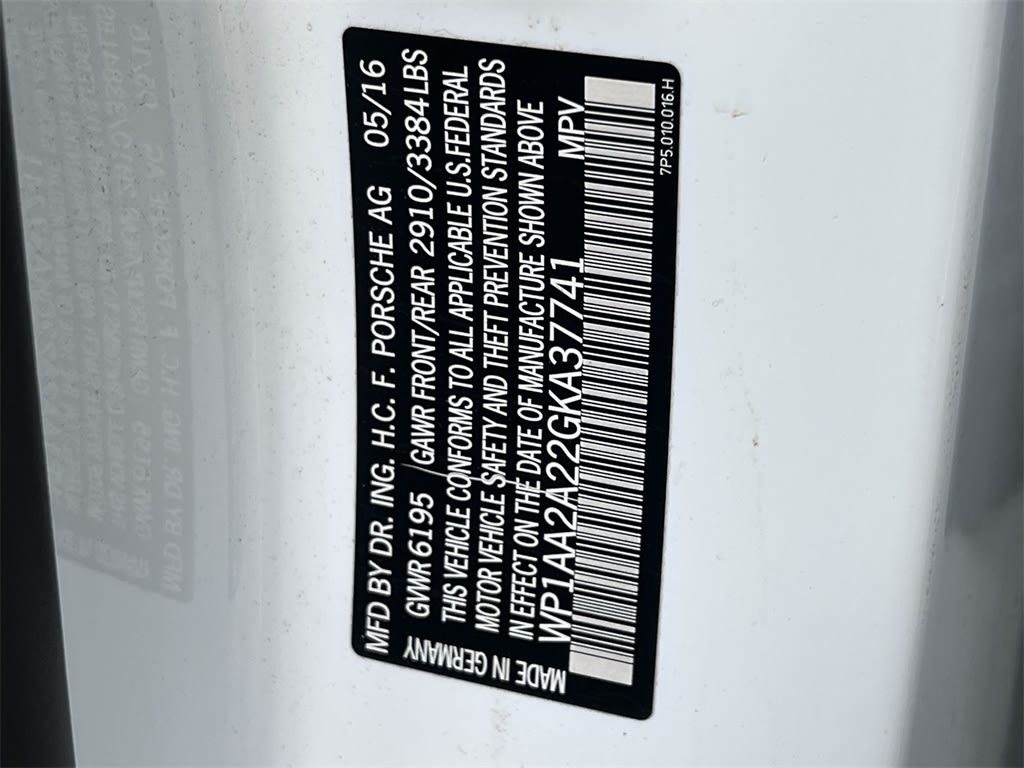 MFD BY DR. ING. H.C. F. PORSCHE AG 05/16
GVWR 6195 GAWR FRONT/REAR 2910/3384 LBS
THIS VEHICLE CONFORMS TO ALL APPLICABLE U.S.FEDERAL
MOTOR VEHICLE SAFETY AND THEFT PREVENTION STANDARDS
IN EFFECT ON THE DATE OF MANUFACTURE SHOWN ABOVE
WP1AA2A22GKA37741 MPV
MADE IN GERMANY
7P5.010.016.H